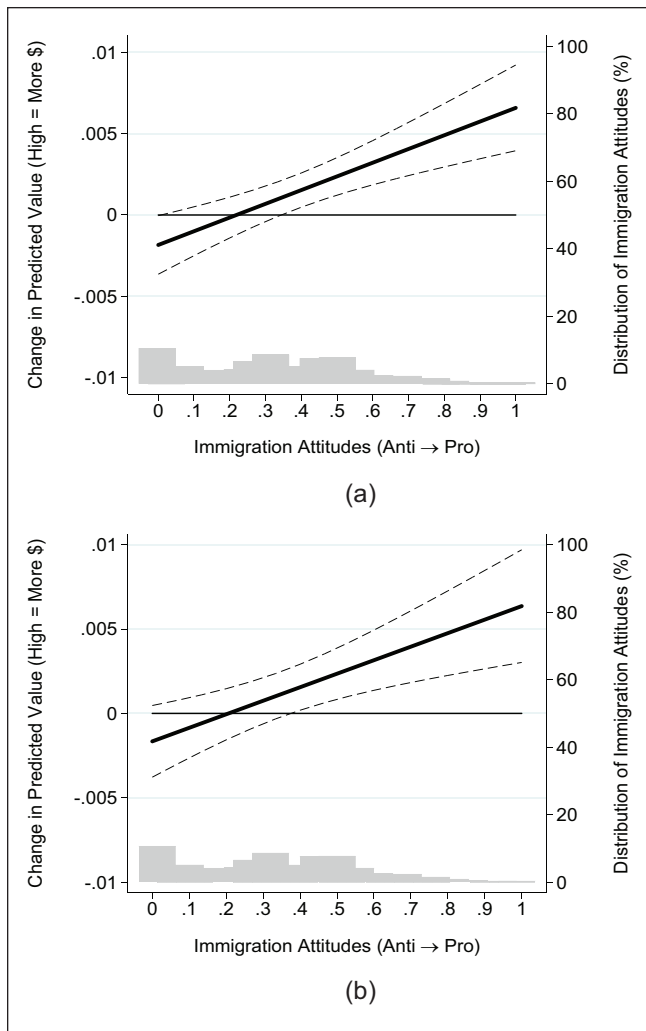 Change in Predicted Value (High = More $)
.01
.005
0
-.005
-.01
100
80
60
40
20
0
Distribution of Immigration Attitudes (%)
0 .1 .2 .3 .4 .5 .6 .7 .8 .9 1
Immigration Attitudes (Anti → Pro)
(a)
Change in Predicted Value (High = More $)
.01
.005
0
-.005
-.01
100
80
60
40
20
0
Distribution of Immigration Attitudes (%)
0 .1 .2 .3 .4 .5 .6 .7 .8 .9 1
Immigration Attitudes (Anti → Pro)
(b)